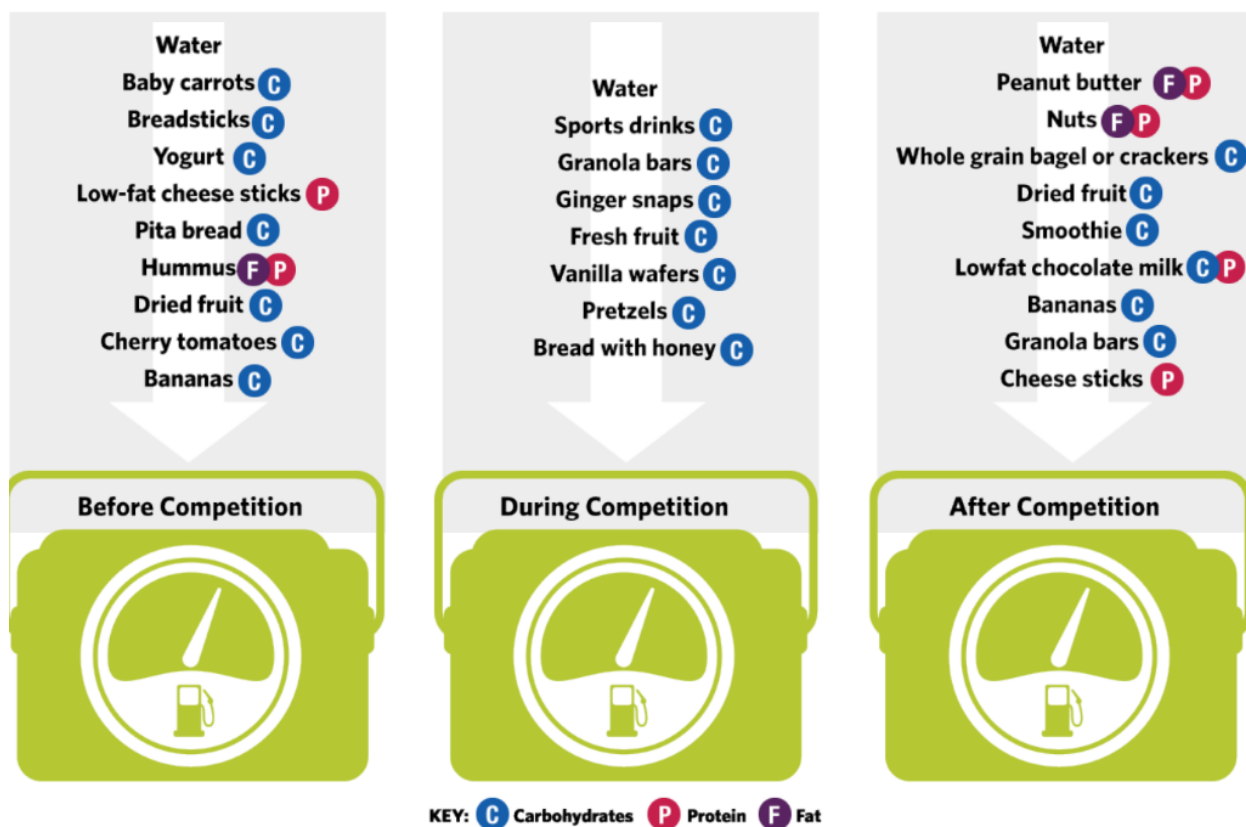 Water
Baby carrots C
Breadsticks C
Yogurt C
Low-fat cheese sticks P
Pita bread C
Hummus F P
Dried fruit C
Cherry tomatoes C
Bananas C
Before Competition
Water
Sports drinks C
Granola bars C
Ginger snaps C
Fresh fruit C
Vanilla wafers C
Pretzels C
Bread with honey C
During Competition
Water
Peanut butter F P
Nuts F P
Whole grain bagel or crackers C
Dried fruit C
Smoothie C
Lowfat chocolate milk C P
Bananas C
Granola bars C
Cheese sticks P
After Competition
KEY: C Carbohydrates P Protein F Fat